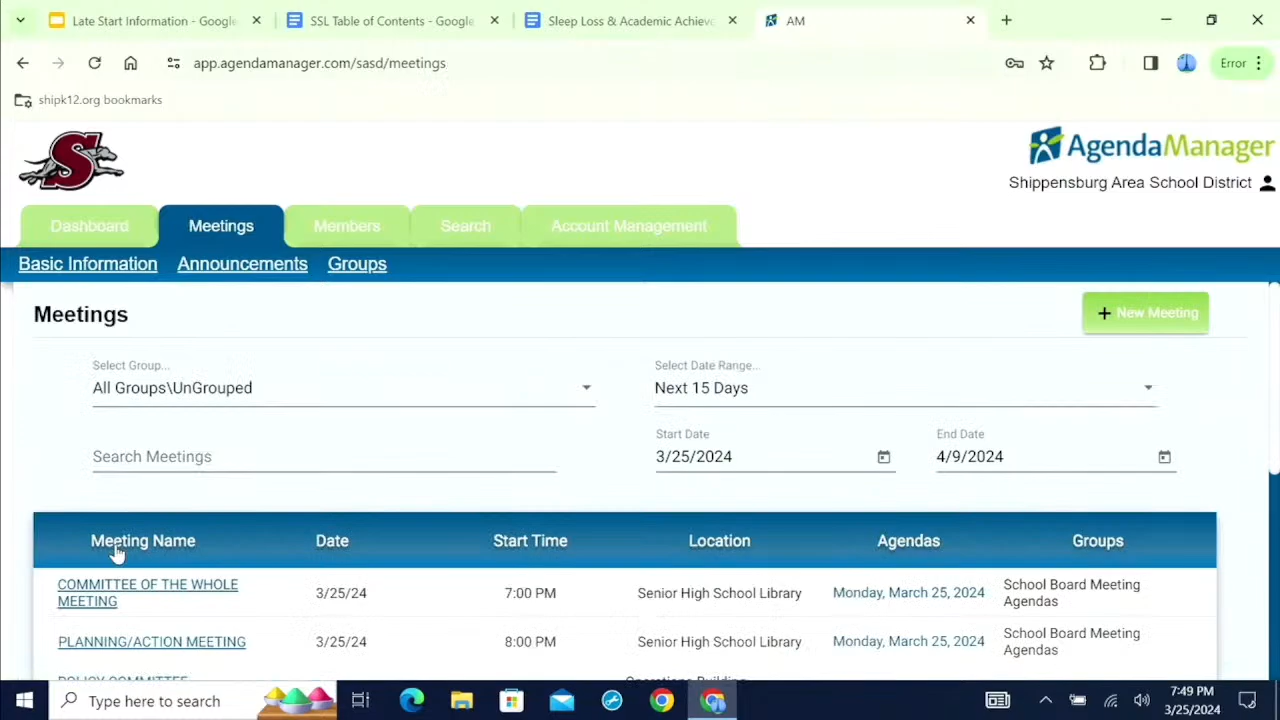 Late Start Information - Google
SSL Table of Contents - Google
Sleep Loss & Academic Achieve
AM
app.agendamanager.com/sasd/meetings
Error
shipk12.org bookmarks
S
AgendaManager
Shippensburg Area School District
Dashboard
Meetings
Members
Search
Account Management
Basic Information
Announcements
Groups
Meetings
+ New Meeting
Select Group...
All Groups\UnGrouped
Select Date Range...
Next 15 Days
Search Meetings
Start Date
3/25/2024
End Date
4/9/2024
Meeting Name Date Start Time Location Agendas Groups
COMMITTEE OF THE WHOLE
MEETING
3/25/24
7:00 PM
Senior High School Library
Monday, March 25, 2024
School Board Meeting
Agendas
PLANNING/ACTION MEETING
3/25/24
8:00 PM
Senior High School Library
Monday, March 25, 2024
School Board Meeting
Agendas
POLICY COMMITTEE
Operations Building
Type here to search
7:49 PM
3/25/2024